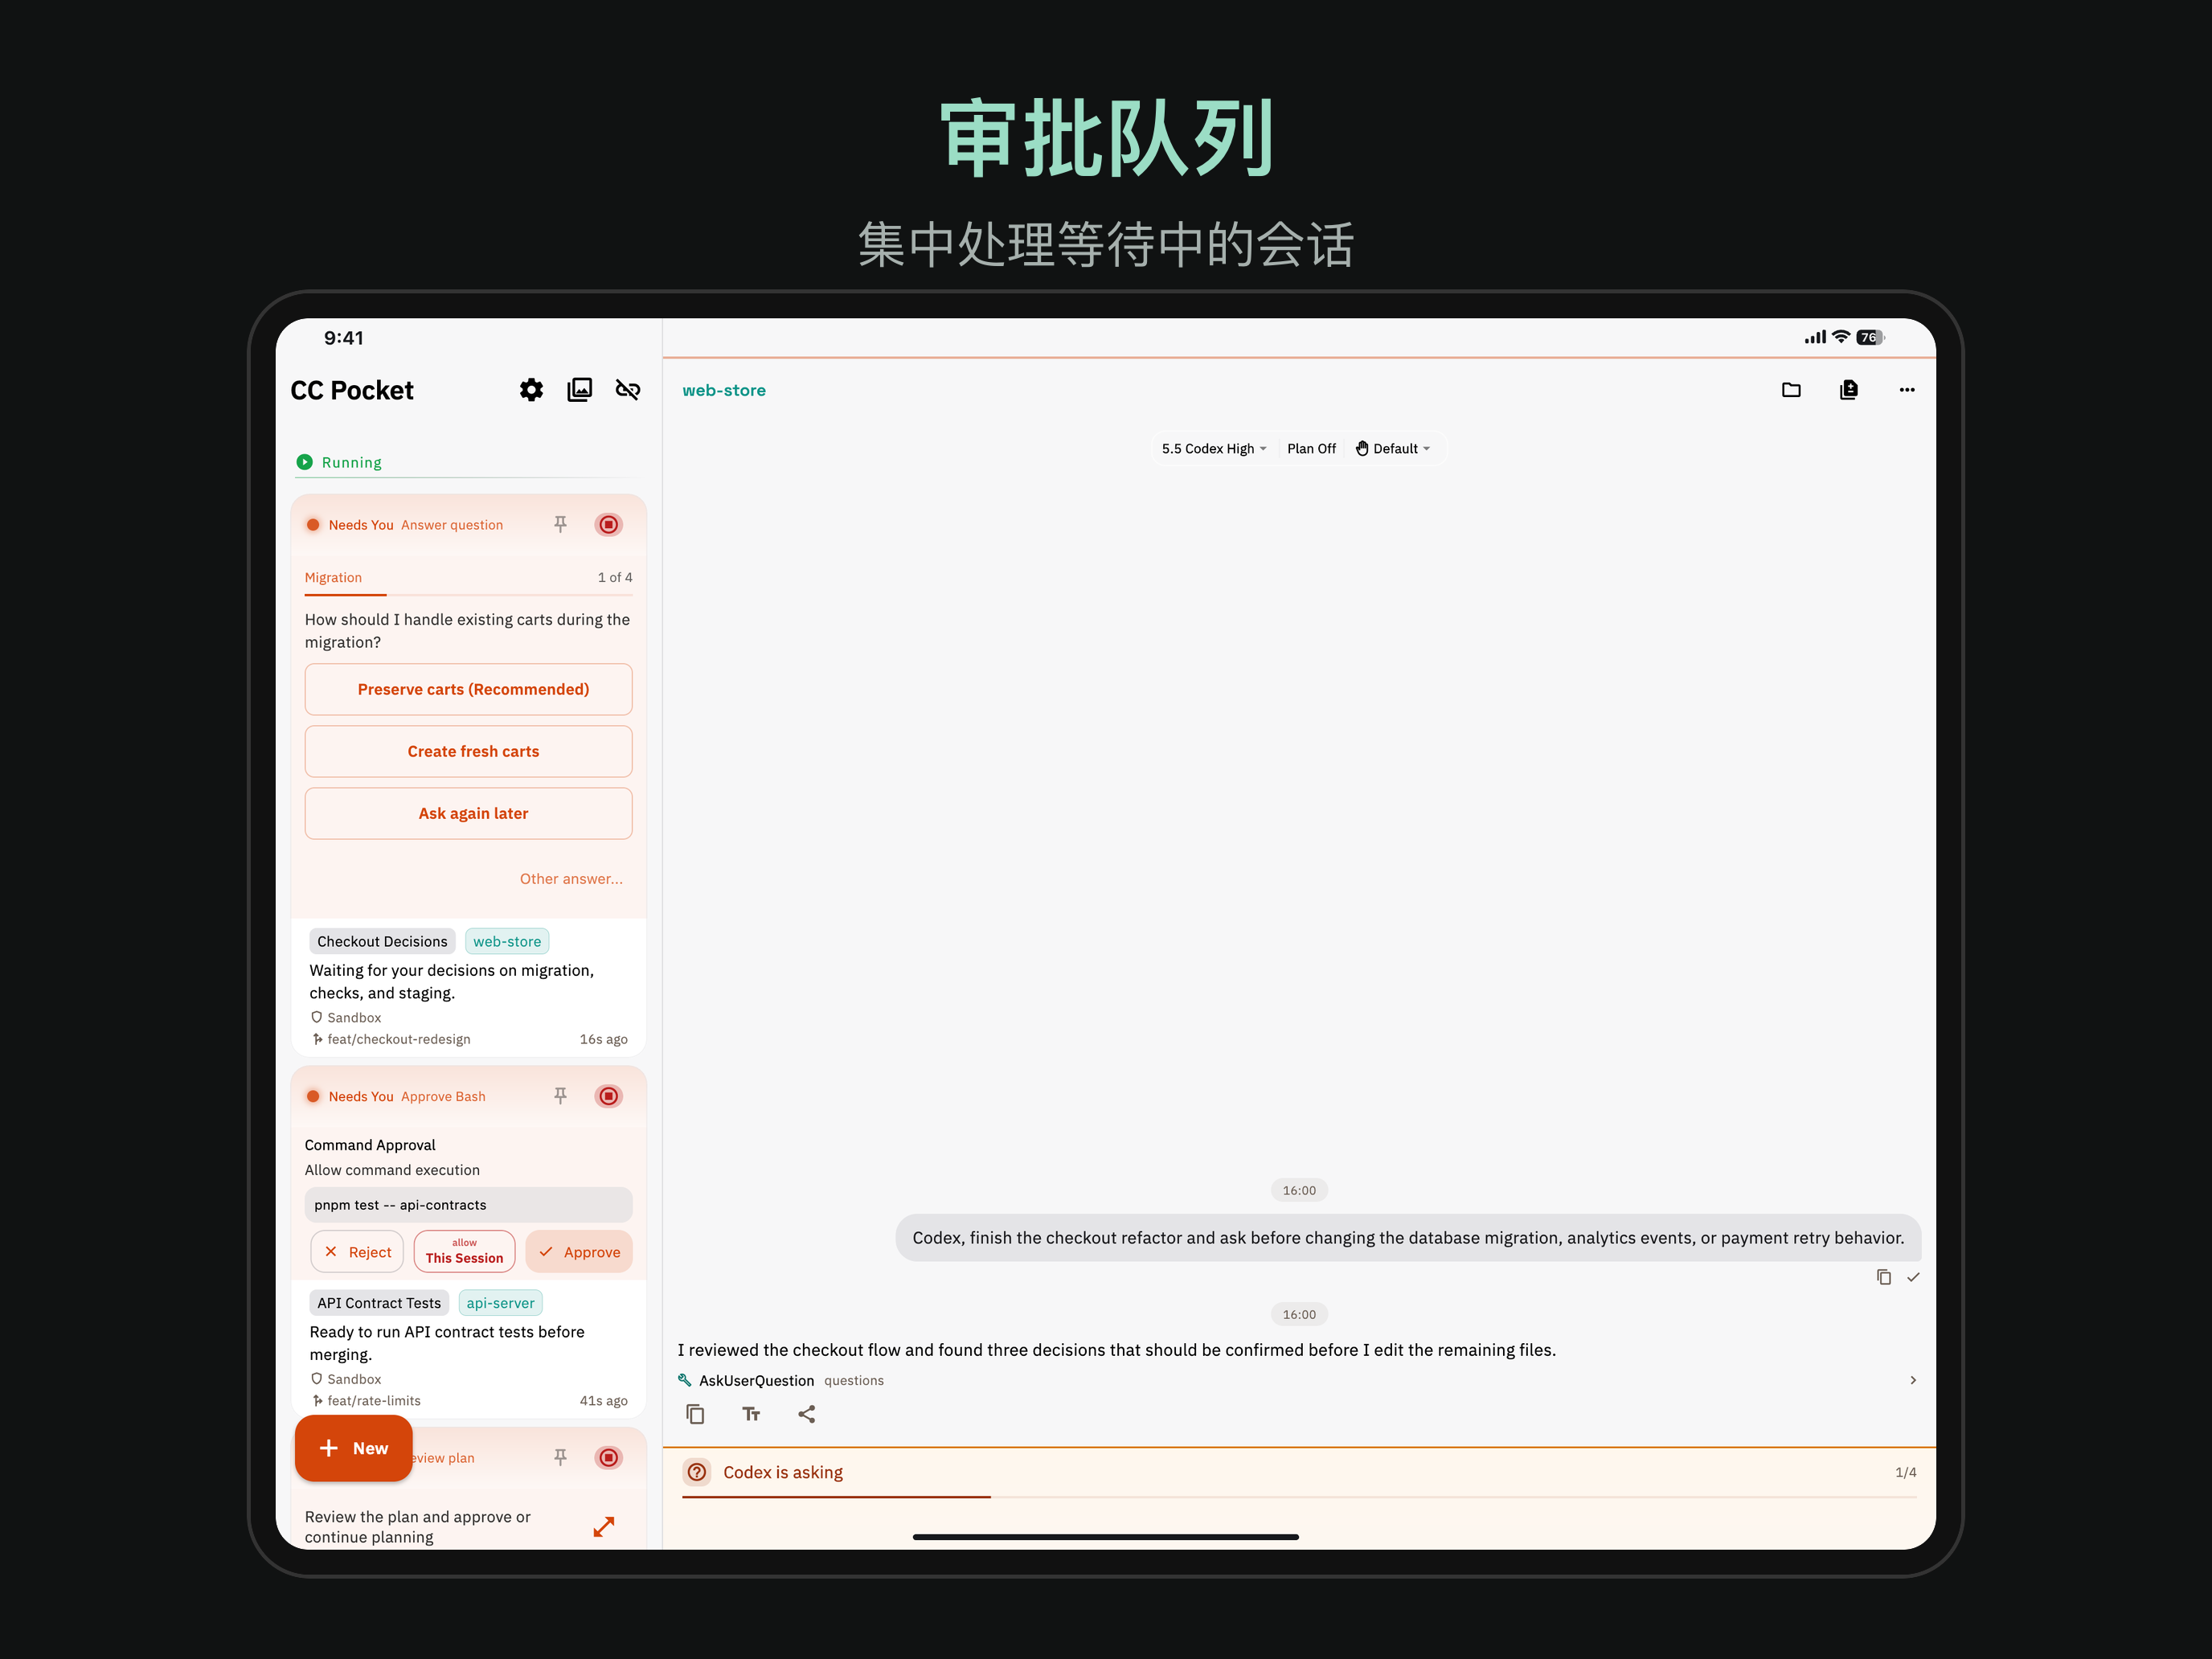 审批队列
集中处理等待中的会话
9:41
76
CC Pocket
Running
Needs You Answer question
Migration 1 of 4
How should I handle existing carts during the
migration?
Preserve carts (Recommended)
Create fresh carts
Ask again later
Other answer...
Checkout Decisions web-store
Waiting for your decisions on migration,
checks, and staging.
Sandbox
feat/checkout-redesign 16s ago
Needs You Approve Bash
Command Approval
Allow command execution
pnpm test -- api-contracts
Reject
allow
This Session
Approve
API Contract Tests api-server
Ready to run API contract tests before
merging.
Sandbox
feat/rate-limits 41s ago
New
eview plan
Review the plan and approve or
continue planning
web-store
5.5 Codex High Plan Off Default
16:00
Codex, finish the checkout refactor and ask before changing the database migration, analytics events, or payment retry behavior.
16:00
I reviewed the checkout flow and found three decisions that should be confirmed before I edit the remaining files.
AskUserQuestion questions
Tт
Codex is asking 1/4